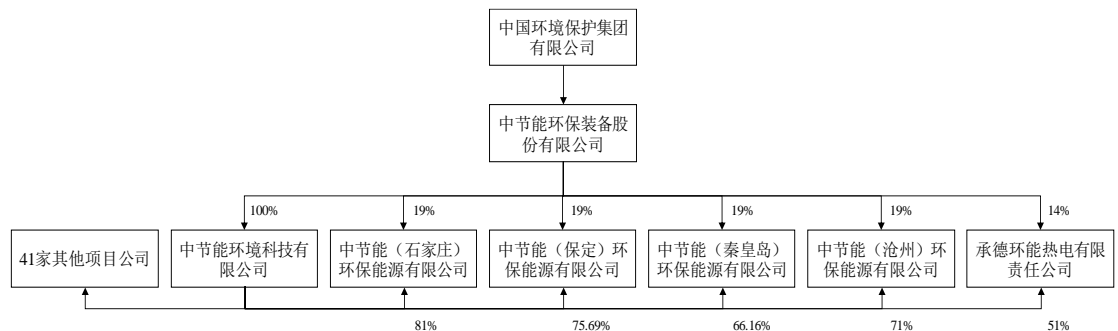 中国环境保护集团
有限公司
中节能环保装备股
份有限公司
100%
19%
19%
19%
19%
14%
41家其他项目公司
中节能环境科技有
限公司
中节能（石家庄）
环保能源有限公司
中节能（保定）环
保能源有限公司
中节能（秦皇岛）
环保能源有限公司
中节能（沧州）环
保能源有限公司
承德环能热电有限
责任公司
81%
75.69%
66.16%
71%
51%